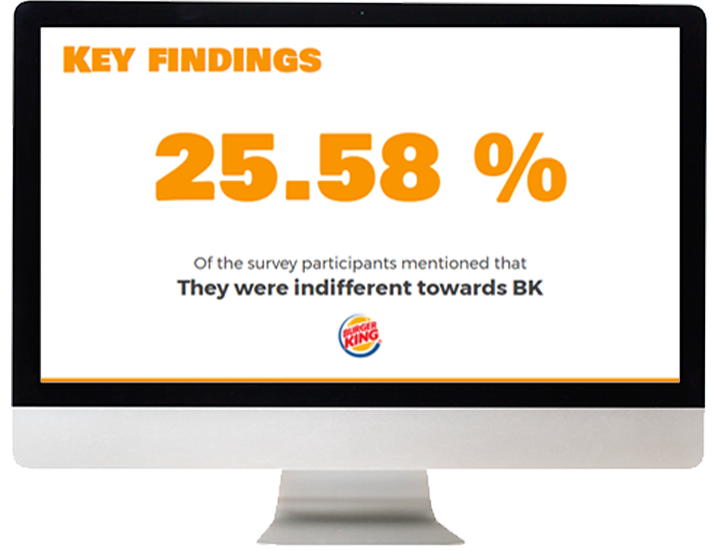 KEY FINDINGS
25.58 %
Of the survey participants mentioned that
They were indifferent towards BK
BURGER
KING